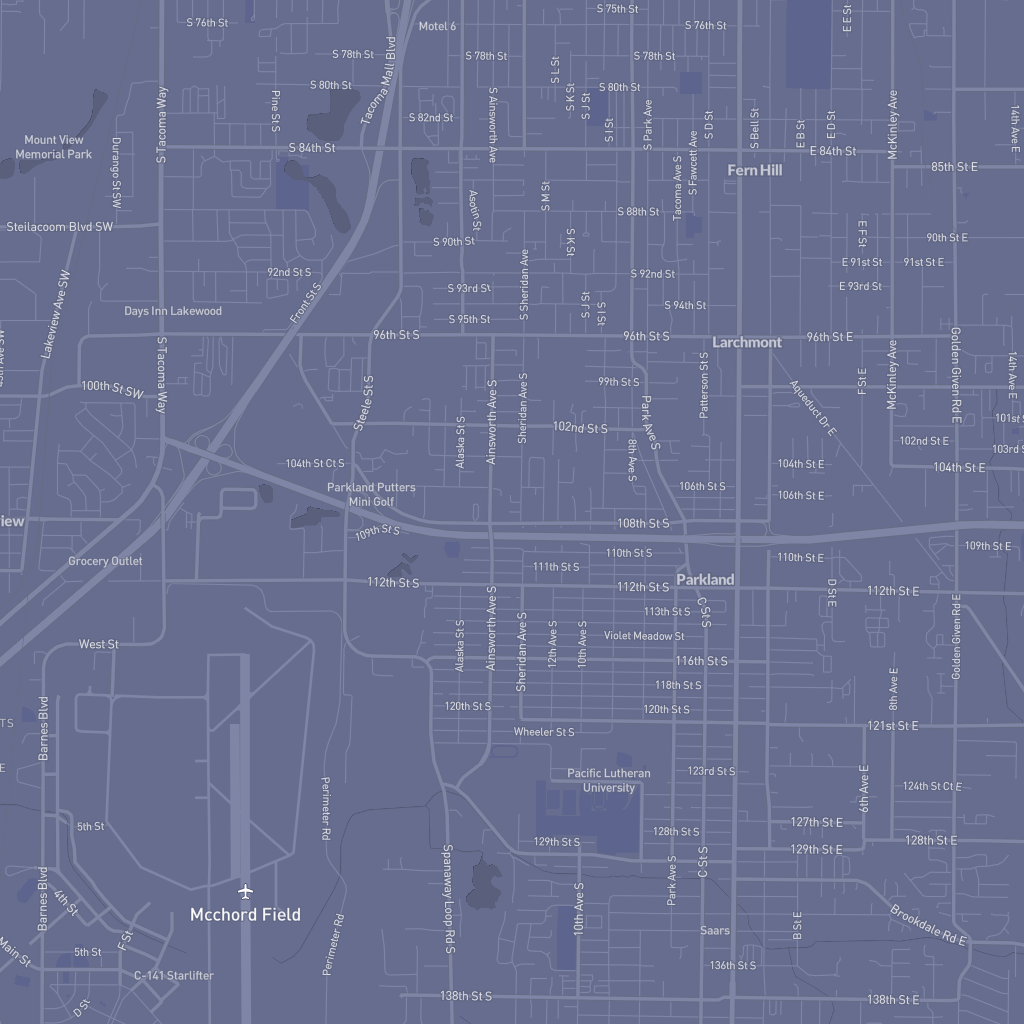 S 75th St
S 76th St
Motel 6
S 76th St
E E St
S 78th St
S 78th St
S 78th St
Tacoma Mall Blvd
S L St
S 80th St
S 80th St
S K St
S J St
Pine St S
S Tacoma Way
S Ainsworth Ave
S 82nd St
S I St
S Park Ave
S D St
S Bell St
E B St
E D St
McKinley Ave
14th Ave E
Mount View
Memorial Park
Durango St SW
S 84th St
E 84th St
Tacoma Ave S
S Fawcett Ave
Fern Hill
85th St E
Asotin St
S M St
S 88th St
Steilacoom Blvd SW
S 90th St
S K St
E F St
90th St E
92nd St S
S Sheridan Ave
S 92nd St
E 91st St
91st St E
S 93rd St
E 93rd St
Front St S
Lakeview Ave SW
Days Inn Lakewood
S J St
S I St
S 94th St
S 95th St
96th St S
96th St S
96th St E
Larchmont
S Tacoma Way
100th St SW
Steele St S
Ainsworth Ave S
Sheridan Ave S
99th St S
Patterson St S
F St E
McKinley Ave
Golden Given Rd E
14th Ave E
Aqueduct Dr E
Park Ave S
Alaska St S
102nd St S
8th Ave S
101st S
102nd St E
103rd S
104th St Ct S
104th St E
104th St E
Parkland Putters
Mini Golf
106th St S
106th St E
iew
109th St S
108th St S
109th St E
Grocery Outlet
110th St S
110th St E
111th St S
112th St S
112th St S
Parkland
112th St E
D St E
C St S
113th St S
Violet Meadow St
West St
Alaska St S
Ainsworth Ave S
Sheridan Ave S
12th Ave S
10th Ave S
116th St S
Golden Given Rd E
118th St S
8th Ave E
Barnes Blvd
120th St S
120th St S
TS
121st St E
Wheeler St S
E
Pacific Lutheran
University
123rd St S
6th Ave E
124th St Ct E
Perimeter Rd
5th St
127th St E
128th St S
129th St S
128th St E
129th St E
Spanaway Loop Rd S
Park Ave S
C St S
Barnes Blvd
4th St
Mcchord Field
10th Ave S
Perimeter Rd
F St
Main St
5th St
Saars
B St E
Brookdale Rd E
C-141 Starlifter
136th St S
D St
138th St S
138th St E